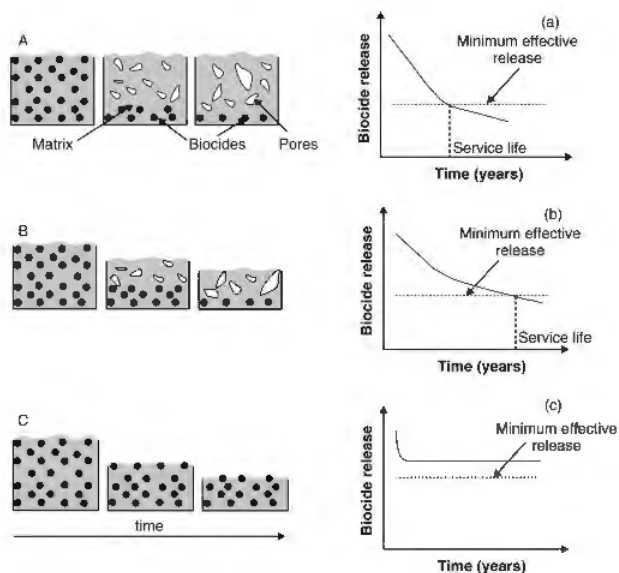 A
Matrix
Biocides
Pores
(a)
Minimum effective
release
Biocide release
Service life
Time (years)
B
(b)
Minimum effective
release
Biocide release
Service life
Time (years)
C
time
(c)
Minimum effective
release
Biocide release
Time (years)